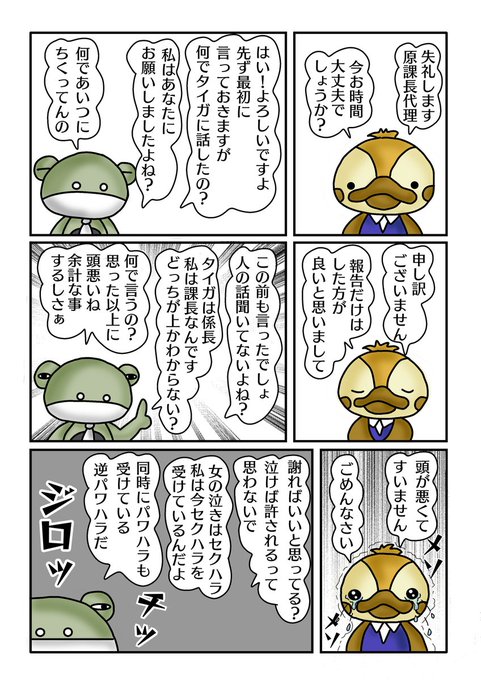 失礼します
原課長代理
今お時間
大丈夫で
しょうか？
はい！よろしいですよ
先ず最初に
言っておきますが
何でタイガに話したの？
私はあなたに
お願いしましたよね？
何であいつに
ちくってんの
申し訳
ございません
報告だけは
した方が
良いと思いまして
この前も言ったでしょ
人の話聞いてないよね？
タイガは係長
私は課長なんです
どっちが上かわからない？
何で言うの？
思った以上に
頭悪いね
余計な事
するしさぁ
頭が悪くて
すいません
ごめんなさい
メソ
メソ
謝ればいいと思ってる？
泣けば許されるって
思わないで
女の泣きはセクハラ
私は今セクハラを
受けているんだよ
同時にパワハラも
受けている
逆パワハラだ
ジロッ
チッ